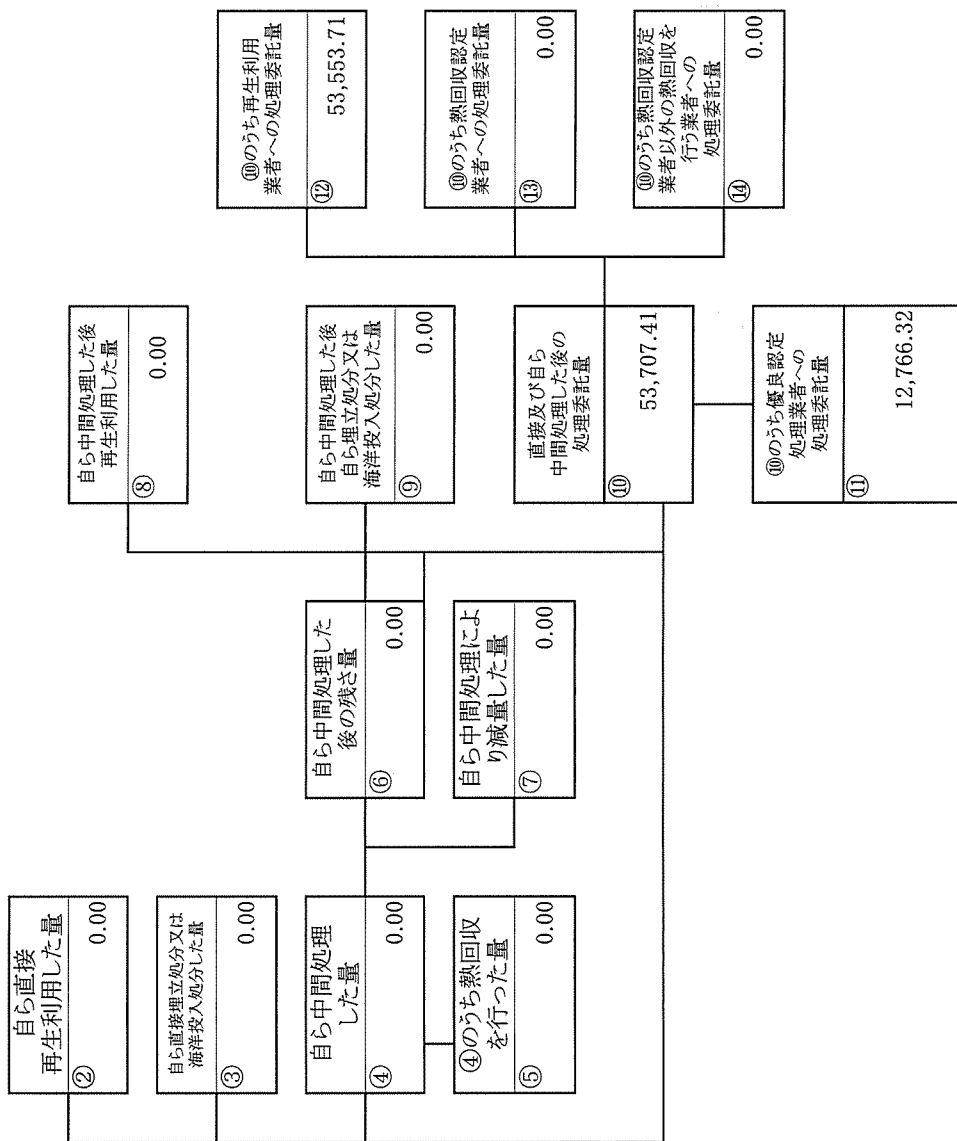 自ら直接
再生利用した量
②
0.00
自ら直接埋立処分又は
海洋投入処分した量
③
0.00
自ら中間処理
した量
④
0.00
④のうち熱回収
を行った量
⑤
0.00
自ら中間処理した
後の残さ量
⑥
0.00
自ら中間処理によ
り減量した量
⑦
0.00
自ら中間処理した後
再生利用した量
⑧
0.00
自ら中間処理した後
自ら埋立処分又は
海洋投入処分した量
⑨
0.00
直接及び自ら
中間処理した後の
処理委託量
⑩
53,707.41
⑩のうち優良認定
処理業者への
処理委託量
⑪
12,766.32
⑩のうち再生利用
業者への処理委託量
⑫
53,553.71
⑩のうち熱回収認定
業者への処理委託量
⑬
0.00
⑩のうち熱回収認定
業者以外の熱回収を
行う業者への
処理委託量
⑭
0.00